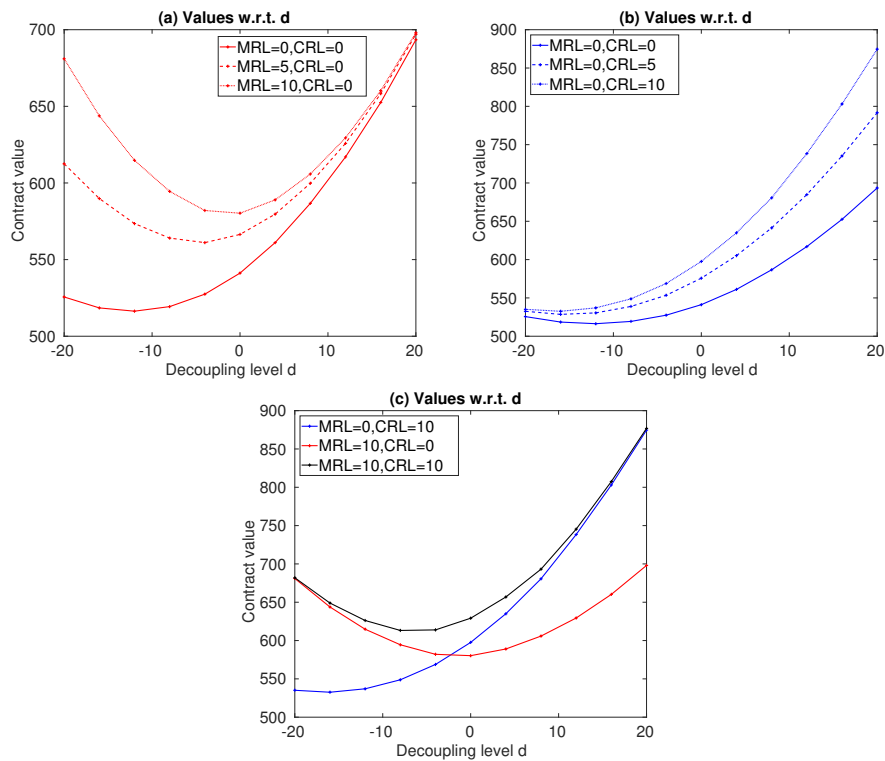 (a) Values w.r.t. d
700
650
600
550
500
Contract value
MRL=0,CRL=0
MRL=5,CRL=0
MRL=10,CRL=0
-20 -10 0 10 20
Decoupling level d
(b) Values w.r.t. d
900
850
800
750
700
650
600
550
500
Contract value
MRL=0,CRL=0
MRL=0,CRL=5
MRL=0,CRL=10
-20 -10 0 10 20
Decoupling level d
(c) Values w.r.t. d
900
850
800
750
700
650
600
550
500
Contract value
MRL=0,CRL=10
MRL=10,CRL=0
MRL=10,CRL=10
-20 -10 0 10 20
Decoupling level d